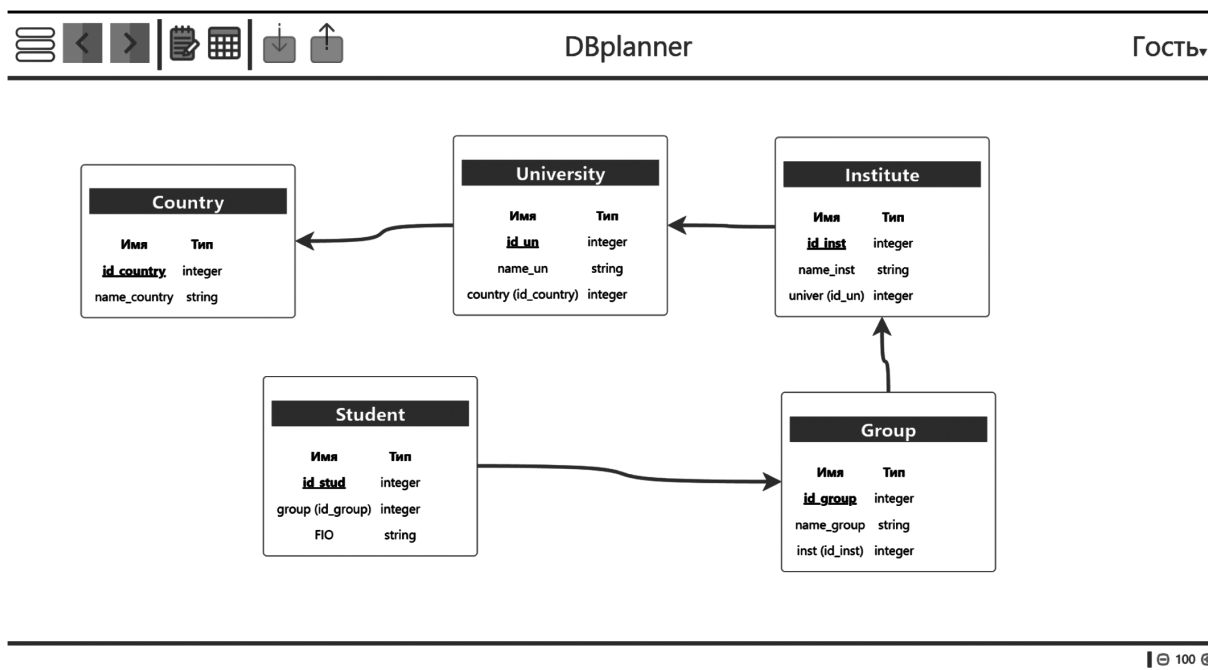 DBplanner
Гость
Country
Имя Тип
id_country integer
name_country string
University
Имя Тип
id_un integer
name_un string
country (id_country) integer
Institute
Имя Тип
id_inst integer
name_inst string
univer (id_un) integer
Student
Имя Тип
id_stud integer
group (id_group) integer
FIO string
Group
Имя Тип
id_group integer
name_group string
inst (id_inst) integer
100